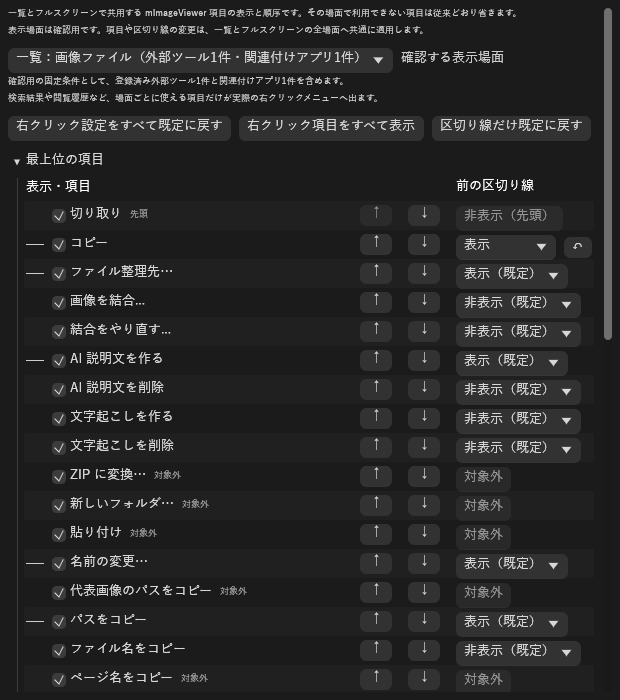 一覧とフルスクリーンで共用する mImageViewer 項目の表示と順序です。その場面で利用できない項目は従来どおり省きます。
表示場面は確認用です。項目や区切り線の変更は、一覧とフルスクリーンの全場面へ共通に適用します。
一覧：画像ファイル（外部ツール1件・関連付けアプリ1件） 確認する表示場面
確認用の固定条件として、登録済み外部ツール1件と関連付けアプリ1件を含めます。
検索結果や閲覧履歴など、場面ごとに使える項目だけが実際の右クリックメニューへ出ます。
右クリック設定をすべて既定に戻す 右クリック項目をすべて表示 区切り線だけ既定に戻す
▼ 最上位の項目
表示・項目 前の区切り線
切り取り 先頭 ↑ ↓ 非表示（先頭）
コピー ↑ ↓ 表示
ファイル整理先… ↑ ↓ 表示（既定）
画像を結合... ↑ ↓ 非表示（既定）
結合をやり直す... ↑ ↓ 非表示（既定）
AI 説明文を作る ↑ ↓ 表示（既定）
AI 説明文を削除 ↑ ↓ 非表示（既定）
文字起こしを作る ↑ ↓ 非表示（既定）
文字起こしを削除 ↑ ↓ 非表示（既定）
ZIP に変換… 対象外 ↑ ↓ 対象外
新しいフォルダ… 対象外 ↑ ↓ 対象外
貼り付け 対象外 ↑ ↓ 対象外
名前の変更… ↑ ↓ 表示（既定）
代表画像のパスをコピー 対象外 ↑ ↓ 対象外
パスをコピー ↑ ↓ 表示（既定）
ファイル名をコピー ↑ ↓ 非表示（既定）
ページ名をコピー 対象外 ↑ ↓ 対象外